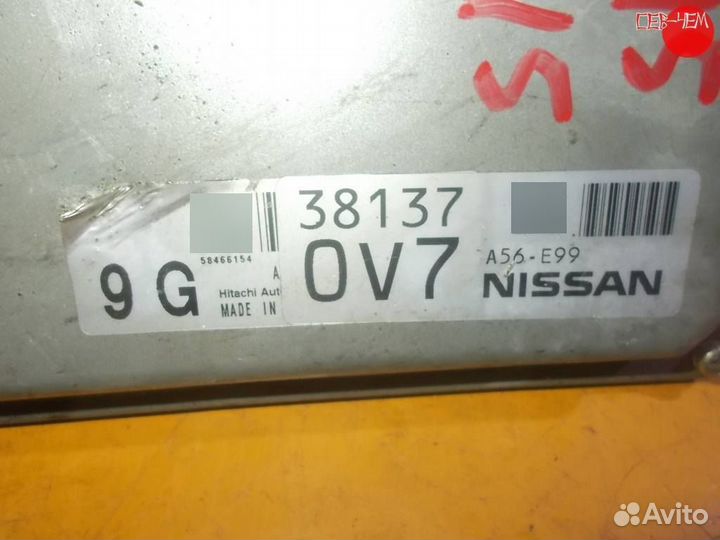 СЕВ-ЧЕМ
58466154
9 G
A
Hitachi Aut
MADE IN
38137
0V7
A56-E99
NISSAN
Avito